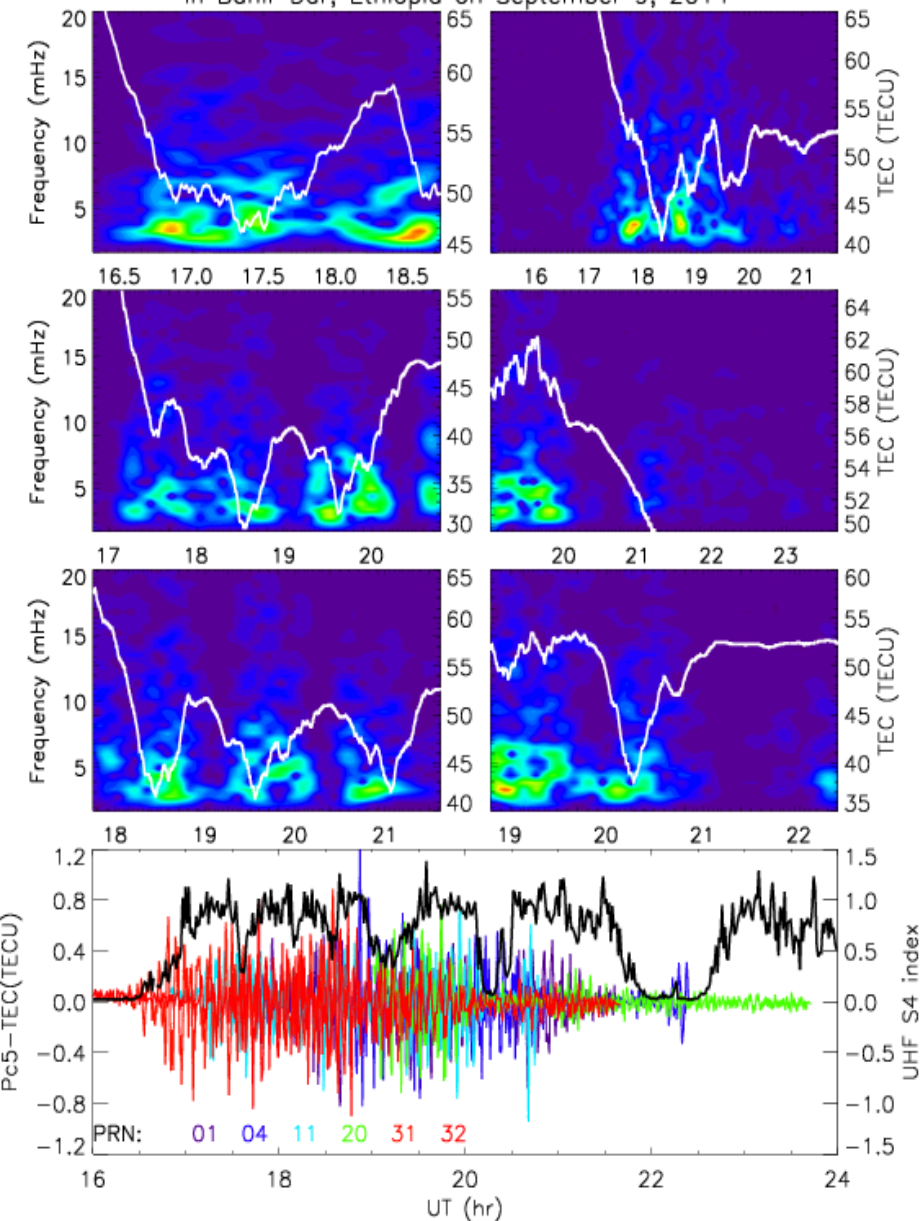 in Bahir Dar, Ethiopia on September 9, 2014
20 65 65
15 60 60
10 55 55
5 50 50
45 45
40
Frequency (mHz) TEC (TECU)
16.5 17.0 17.5 18.0 18.5 16 17 18 19 20 21
20 55 64
15 50 62
10 45 60
5 40 58
35 56
30 54
52
50
Frequency (mHz) TEC (TECU)
17 18 19 20 20 21 22 23
20 65 60
15 60 55
10 55 50
5 50 45
45 40
40 35
Frequency (mHz) TEC (TECU)
18 19 20 21 19 20 21 22
1.2 1.5
0.8 1.0
0.4 0.5
0.0 0.0
-0.4 -0.5
-0.8 -1.0
-1.2 -1.5
Pc5-TEC(TECU) UHF S4 index
PRN: 01 04 11 20 31 32
16 18 20 22 24
UT (hr)